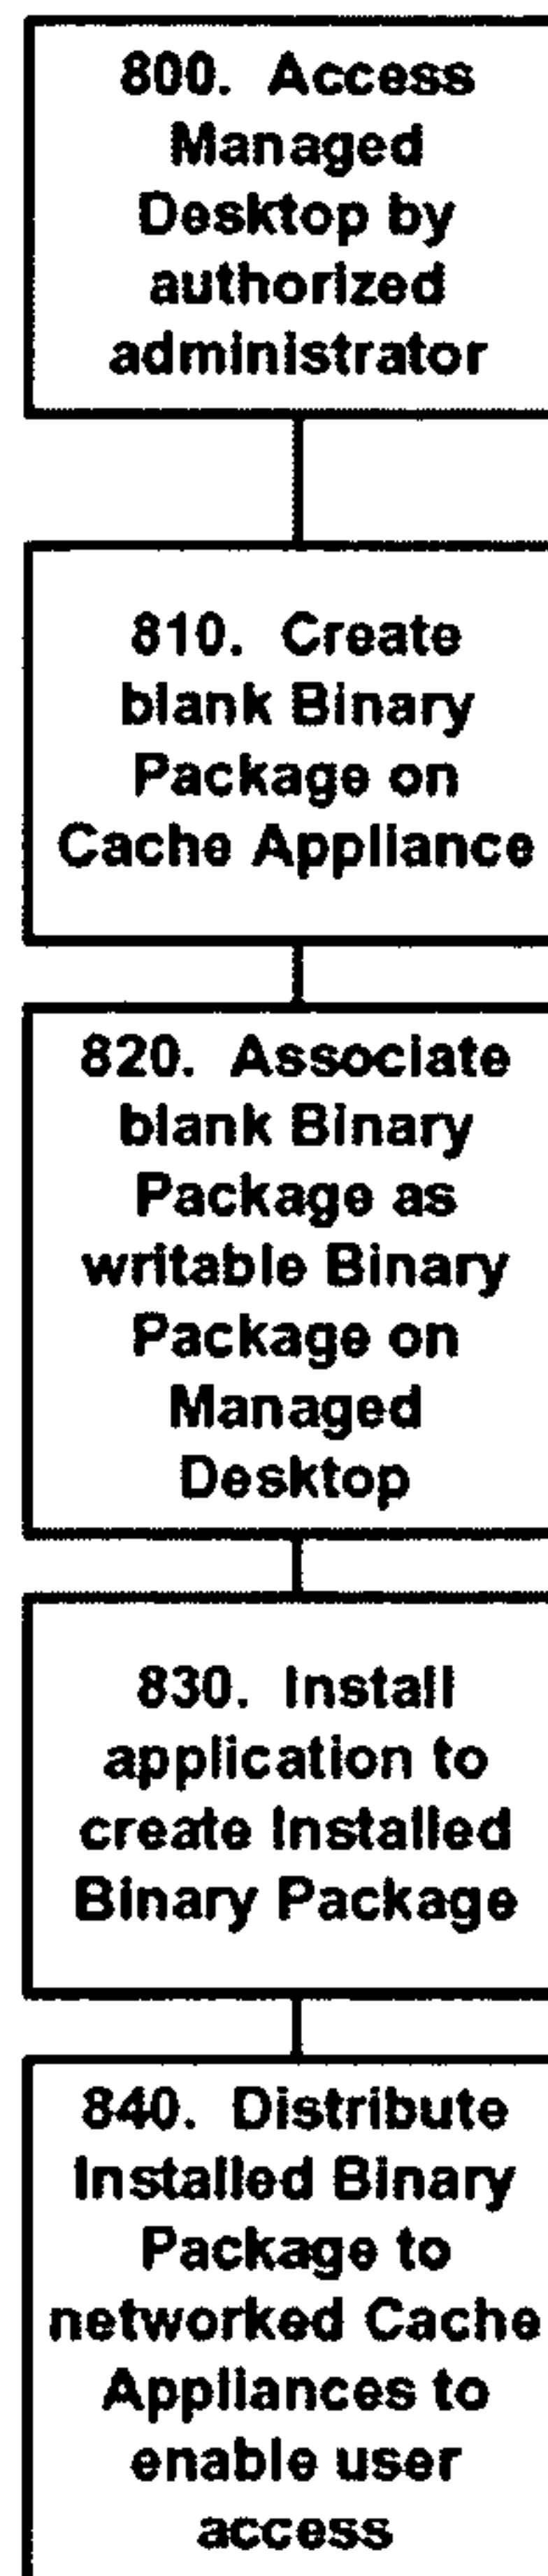 800. Access
Managed
Desktop by
authorized
administrator
810. Create
blank Binary
Package on
Cache Appliance
820. Associate
blank Binary
Package as
writable Binary
Package on
Managed
Desktop
830. Install
application to
create Installed
Binary Package
840. Distribute
Installed Binary
Package to
networked Cache
Appliances to
enable user
access